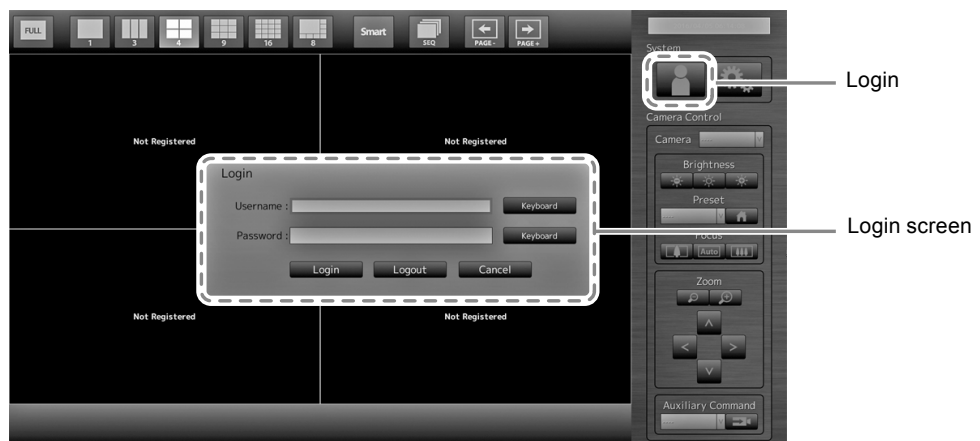 FULL
1
3
4
9
16
8
Smart
SEQ
PAGE-
PAGE+
System
Login
Camera Control
Camera
Not Registered
Not Registered
Brightness
Login
Username :
Keyboard
Preset
Password :
Keyboard
Login screen
Focus
Auto
Login
Logout
Cancel
Zoom
Not Registered
Not Registered
Auxiliary Command